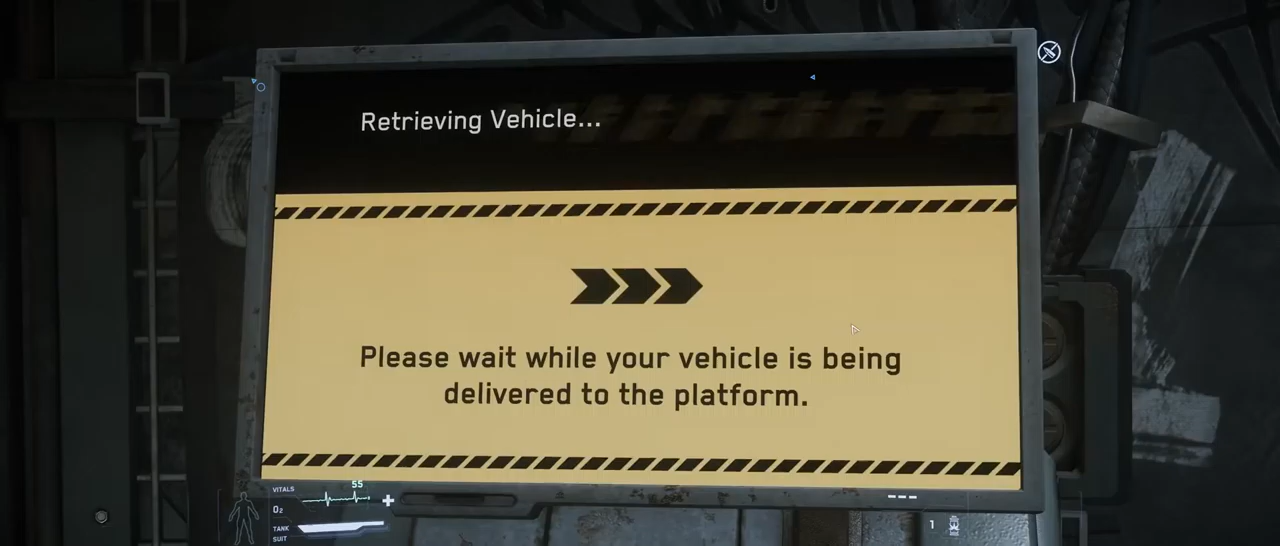 Retrieving Vehicle...
Please wait while your vehicle is being
delivered to the platform.
VITALS
55
O₂
TANK
SUIT
1